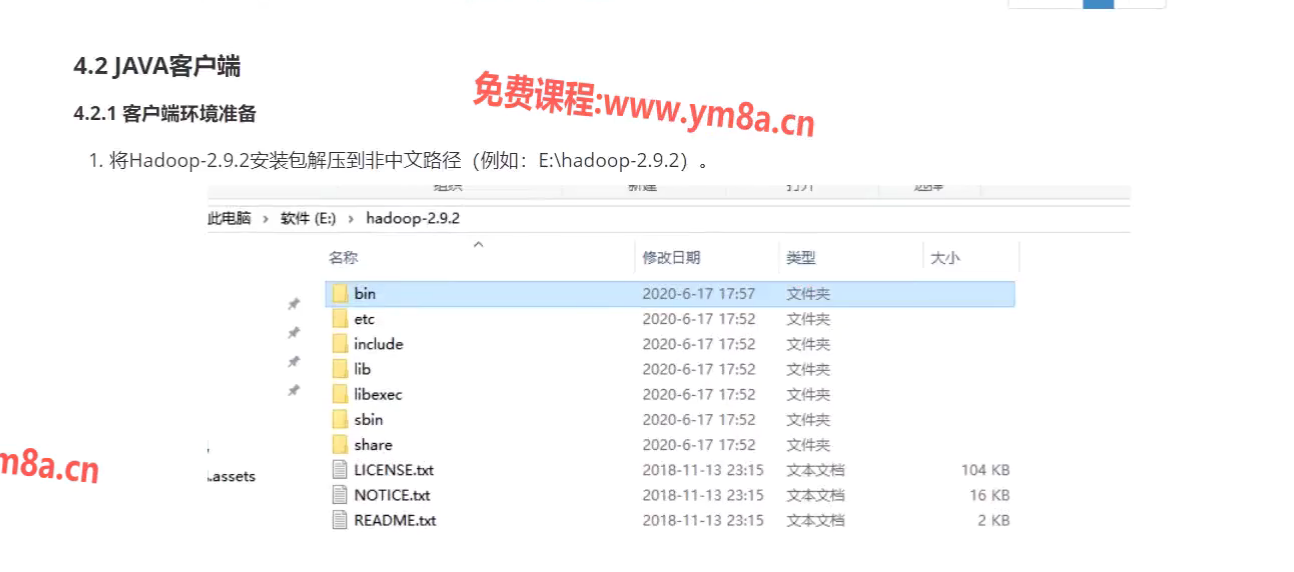 4.2 JAVA客户端
免费课程:www.ym8a.cn
4.2.1 客户端环境准备
1. 将Hadoop-2.9.2安装包解压到非中文路径（例如：E:\hadoop-2.9.2）。
组织 新建 打开 选择
此电脑 › 软件 (E:) › hadoop-2.9.2
名称 修改日期 类型 大小
bin 2020-6-17 17:57 文件夹
etc 2020-6-17 17:52 文件夹
include 2020-6-17 17:52 文件夹
lib 2020-6-17 17:52 文件夹
libexec 2020-6-17 17:52 文件夹
sbin 2020-6-17 17:52 文件夹
share 2020-6-17 17:52 文件夹
m8a.cn
LICENSE.txt 2018-11-13 23:15 文本文档 104 KB
.assets
NOTICE.txt 2018-11-13 23:15 文本文档 16 KB
README.txt 2018-11-13 23:15 文本文档 2 KB